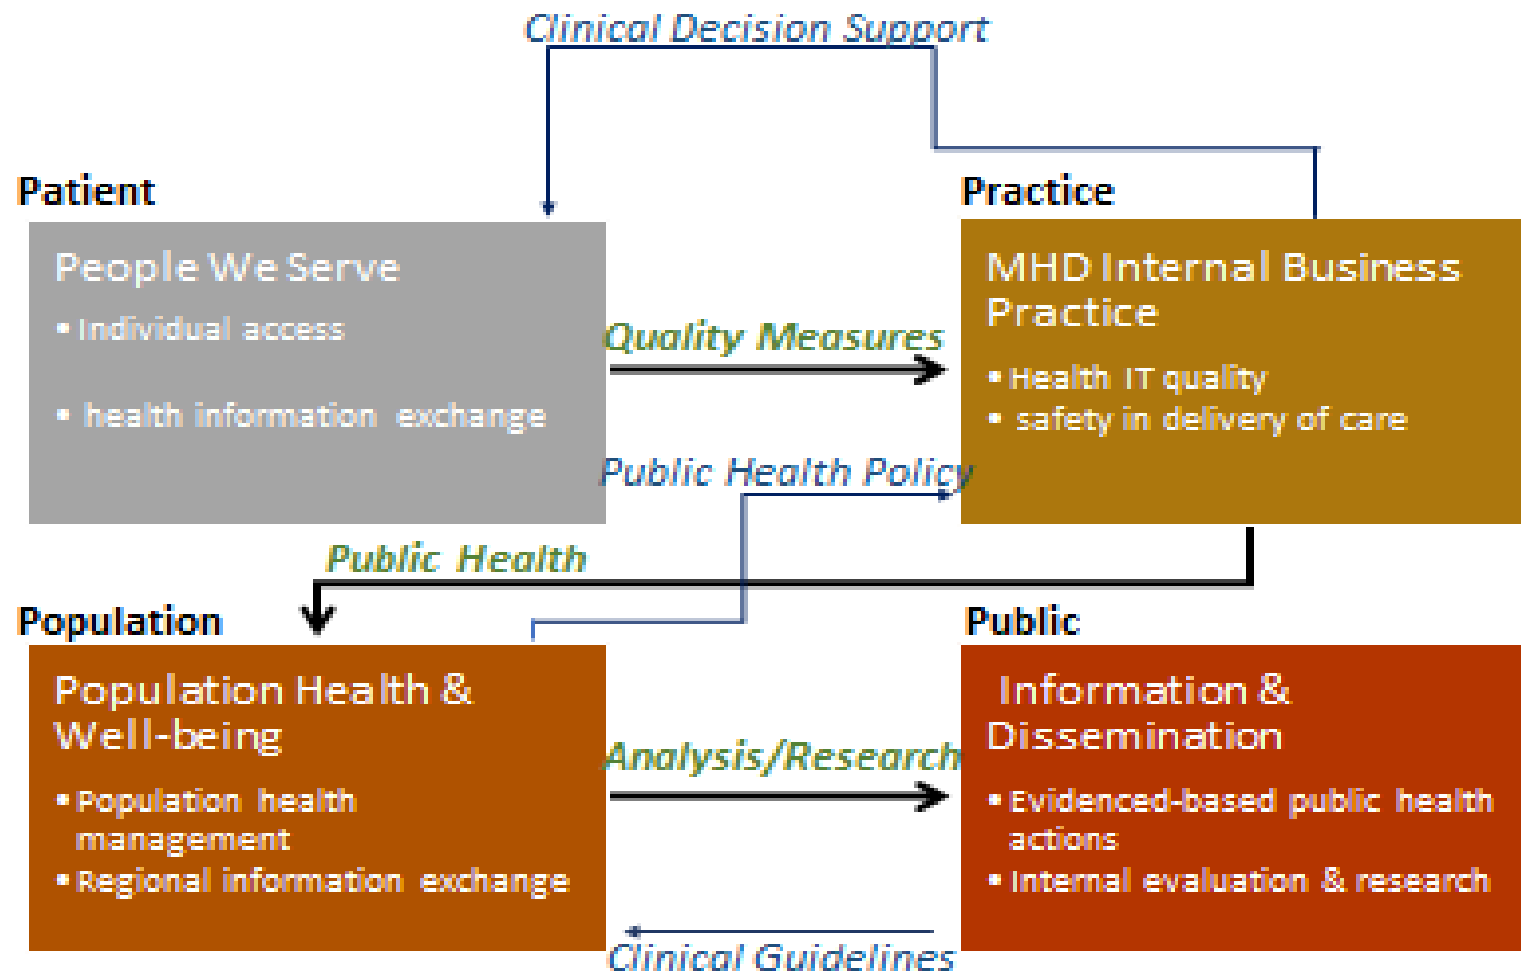 Clinical Decision Support
Patient
People We Serve
• Individual access
• health information exchange
Quality Measures
Practice
MHD Internal Business
Practice
• Health IT quality
• safety in delivery of care
Public Health Policy
Public Health
Population
Population Health &
Well-being
• Population health
management
• Regional information exchange
Analysis/Research
Public
Information &
Dissemination
• Evidenced-based public health
actions
• Internal evaluation & research
Clinical Guidelines